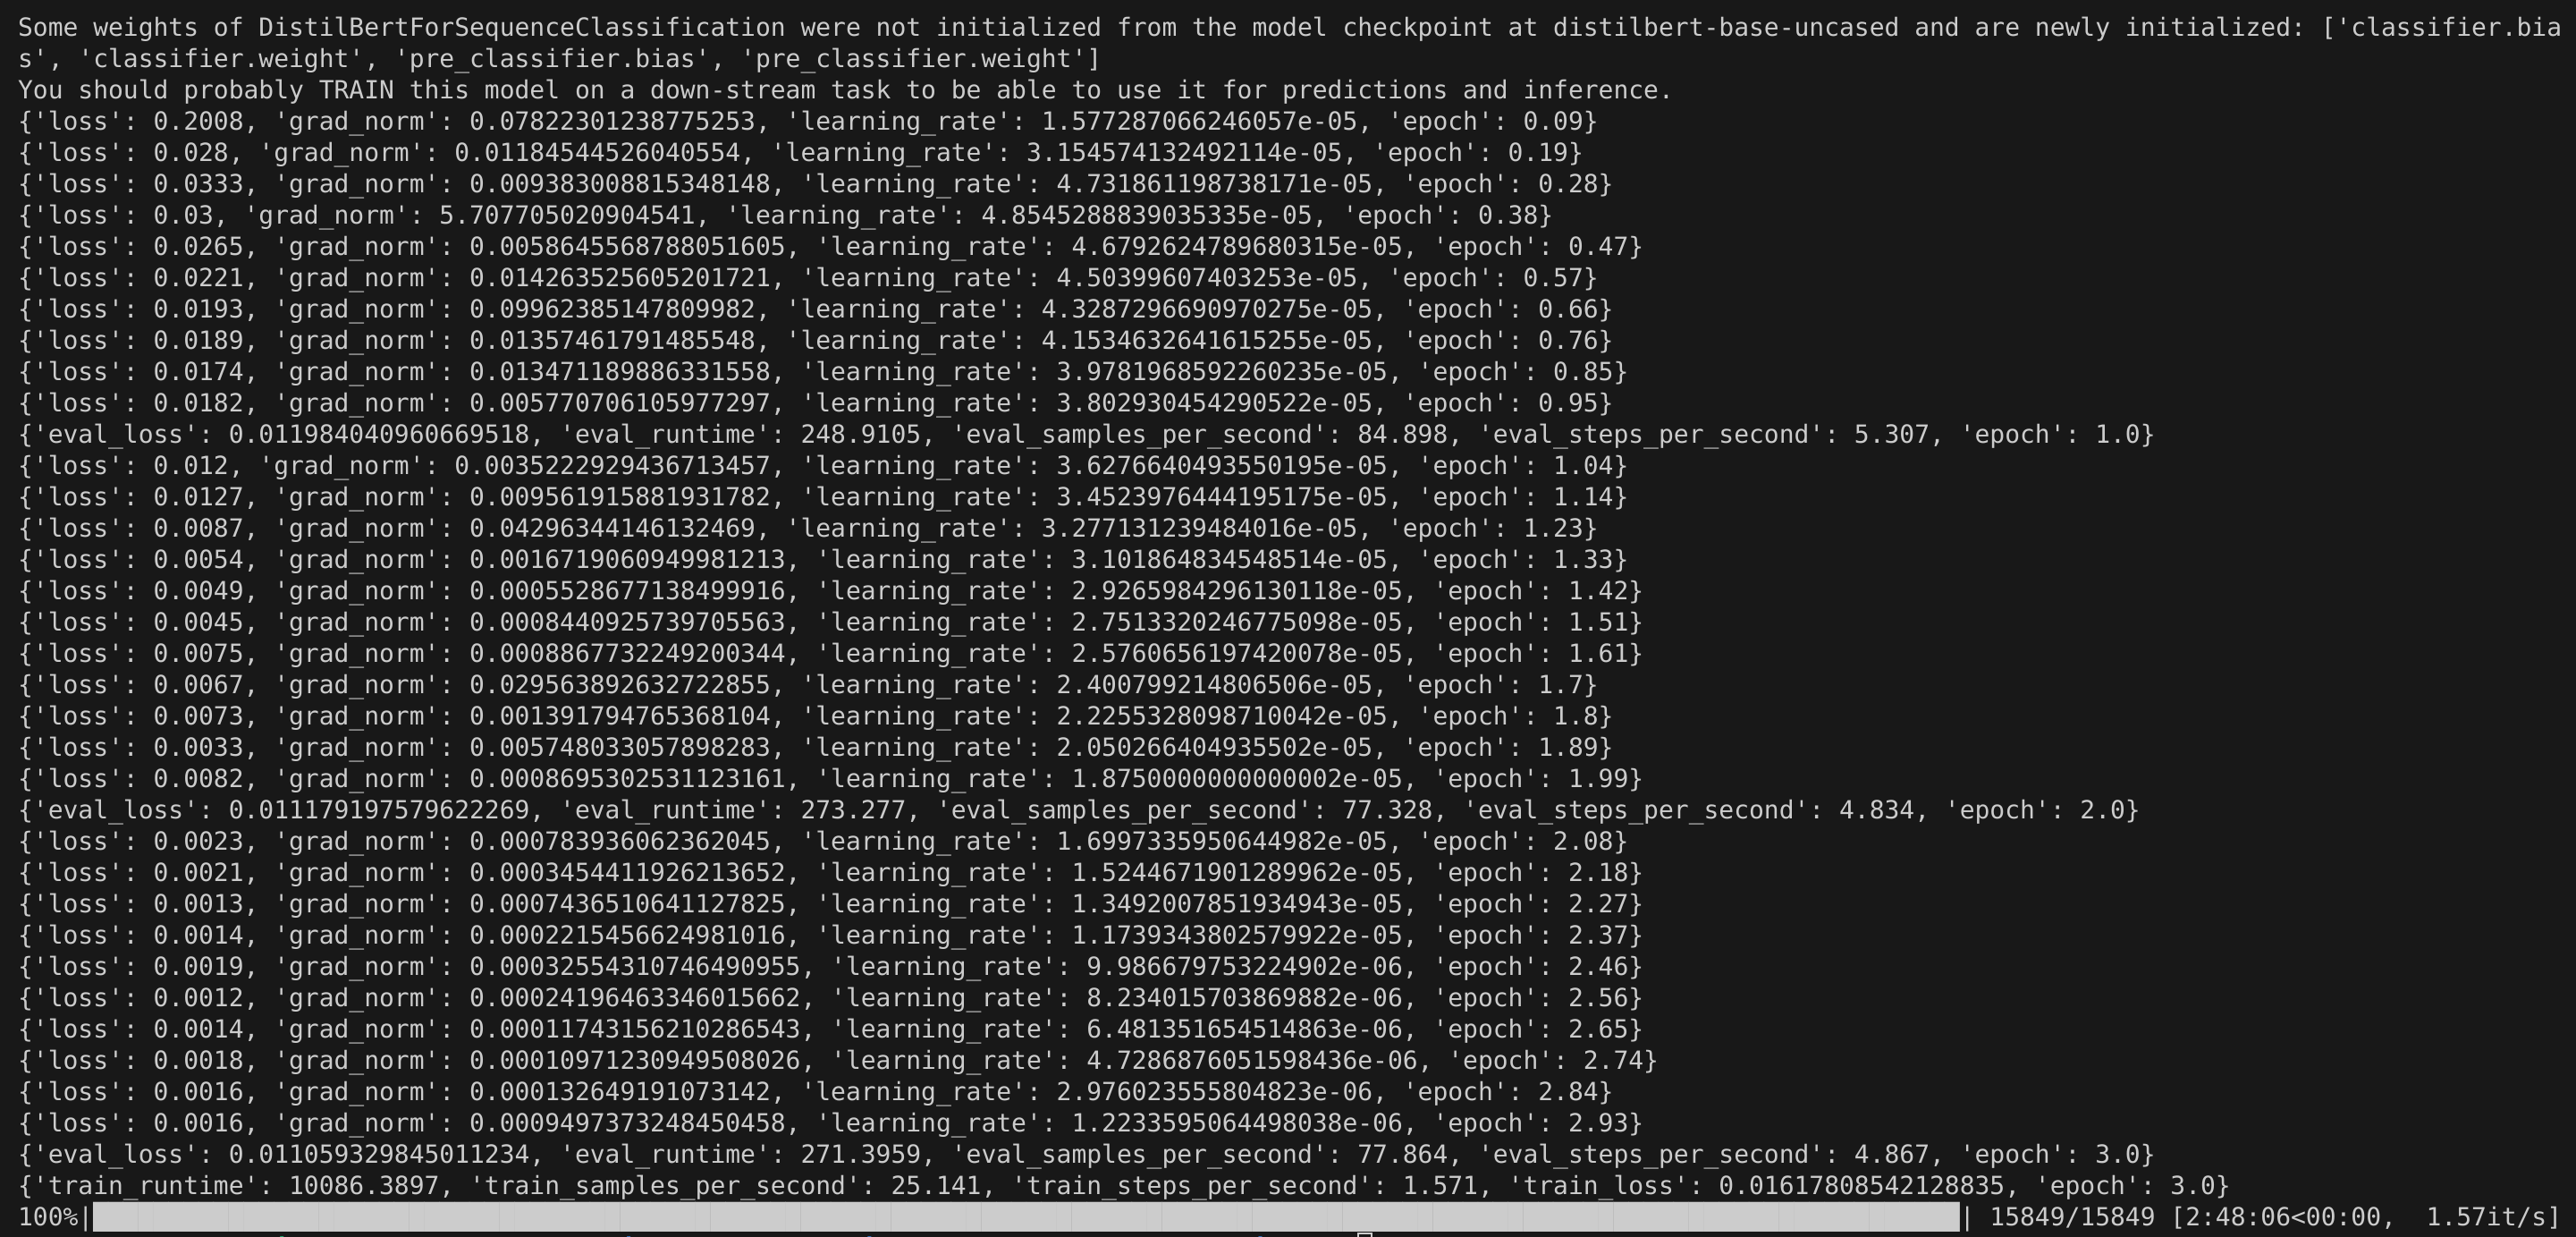 Some weights of DistilBertForSequenceClassification were not initialized from the model checkpoint at distilbert-base-uncased and are newly initialized: ['classifier.bia
s', 'classifier.weight', 'pre_classifier.bias', 'pre_classifier.weight']
You should probably TRAIN this model on a down-stream task to be able to use it for predictions and inference.
{'loss': 0.2008, 'grad_norm': 0.07822301238775253, 'learning_rate': 1.577287066246057e-05, 'epoch': 0.09}
{'loss': 0.028, 'grad_norm': 0.01184544526040554, 'learning_rate': 3.154574132492114e-05, 'epoch': 0.19}
{'loss': 0.0333, 'grad_norm': 0.009383008815348148, 'learning_rate': 4.731861198738171e-05, 'epoch': 0.28}
{'loss': 0.03, 'grad_norm': 5.707705020904541, 'learning_rate': 4.8545288839035335e-05, 'epoch': 0.38}
{'loss': 0.0265, 'grad_norm': 0.0058645568788051605, 'learning_rate': 4.6792624789680315e-05, 'epoch': 0.47}
{'loss': 0.0221, 'grad_norm': 0.014263525605201721, 'learning_rate': 4.50399607403253e-05, 'epoch': 0.57}
{'loss': 0.0193, 'grad_norm': 0.09962385147809982, 'learning_rate': 4.3287296690970275e-05, 'epoch': 0.66}
{'loss': 0.0189, 'grad_norm': 0.01357461791485548, 'learning_rate': 4.1534632641615255e-05, 'epoch': 0.76}
{'loss': 0.0174, 'grad_norm': 0.013471189886331558, 'learning_rate': 3.9781968592260235e-05, 'epoch': 0.85}
{'loss': 0.0182, 'grad_norm': 0.005770706105977297, 'learning_rate': 3.802930454290522e-05, 'epoch': 0.95}
{'eval_loss': 0.011984040960669518, 'eval_runtime': 248.9105, 'eval_samples_per_second': 84.898, 'eval_steps_per_second': 5.307, 'epoch': 1.0}
{'loss': 0.012, 'grad_norm': 0.0035222929436713457, 'learning_rate': 3.6276640493550195e-05, 'epoch': 1.04}
{'loss': 0.0127, 'grad_norm': 0.009561915881931782, 'learning_rate': 3.4523976444195175e-05, 'epoch': 1.14}
{'loss': 0.0087, 'grad_norm': 0.04296344146132469, 'learning_rate': 3.277131239484016e-05, 'epoch': 1.23}
{'loss': 0.0054, 'grad_norm': 0.0016719060949981213, 'learning_rate': 3.101864834548514e-05, 'epoch': 1.33}
{'loss': 0.0049, 'grad_norm': 0.0005528677138499916, 'learning_rate': 2.9265984296130118e-05, 'epoch': 1.42}
{'loss': 0.0045, 'grad_norm': 0.0008440925739705563, 'learning_rate': 2.7513320246775098e-05, 'epoch': 1.51}
{'loss': 0.0075, 'grad_norm': 0.0008867732249200344, 'learning_rate': 2.5760656197420078e-05, 'epoch': 1.61}
{'loss': 0.0067, 'grad_norm': 0.029563892632722855, 'learning_rate': 2.400799214806506e-05, 'epoch': 1.7}
{'loss': 0.0073, 'grad_norm': 0.001391794765368104, 'learning_rate': 2.2255328098710042e-05, 'epoch': 1.8}
{'loss': 0.0033, 'grad_norm': 0.005748033057898283, 'learning_rate': 2.050266404935502e-05, 'epoch': 1.89}
{'loss': 0.0082, 'grad_norm': 0.0008695302531123161, 'learning_rate': 1.8750000000000002e-05, 'epoch': 1.99}
{'eval_loss': 0.011179197579622269, 'eval_runtime': 273.277, 'eval_samples_per_second': 77.328, 'eval_steps_per_second': 4.834, 'epoch': 2.0}
{'loss': 0.0023, 'grad_norm': 0.000783936062362045, 'learning_rate': 1.6997335950644982e-05, 'epoch': 2.08}
{'loss': 0.0021, 'grad_norm': 0.0003454411926213652, 'learning_rate': 1.5244671901289962e-05, 'epoch': 2.18}
{'loss': 0.0013, 'grad_norm': 0.0007436510641127825, 'learning_rate': 1.3492007851934943e-05, 'epoch': 2.27}
{'loss': 0.0014, 'grad_norm': 0.0002215456624981016, 'learning_rate': 1.1739343802579922e-05, 'epoch': 2.37}
{'loss': 0.0019, 'grad_norm': 0.00032554310746490955, 'learning_rate': 9.986679753224902e-06, 'epoch': 2.46}
{'loss': 0.0012, 'grad_norm': 0.00024196463346015662, 'learning_rate': 8.234015703869882e-06, 'epoch': 2.56}
{'loss': 0.0014, 'grad_norm': 0.00011743156210286543, 'learning_rate': 6.481351654514863e-06, 'epoch': 2.65}
{'loss': 0.0018, 'grad_norm': 0.00010971230949508026, 'learning_rate': 4.7286876051598436e-06, 'epoch': 2.74}
{'loss': 0.0016, 'grad_norm': 0.000132649191073142, 'learning_rate': 2.976023555804823e-06, 'epoch': 2.84}
{'loss': 0.0016, 'grad_norm': 0.0009497373248450458, 'learning_rate': 1.2233595064498038e-06, 'epoch': 2.93}
{'eval_loss': 0.011059329845011234, 'eval_runtime': 271.3959, 'eval_samples_per_second': 77.864, 'eval_steps_per_second': 4.867, 'epoch': 3.0}
{'train_runtime': 10086.3897, 'train_samples_per_second': 25.141, 'train_steps_per_second': 1.571, 'train_loss': 0.01617808542128835, 'epoch': 3.0}
100%| | 15849/15849 [2:48:06<00:00, 1.57it/s]